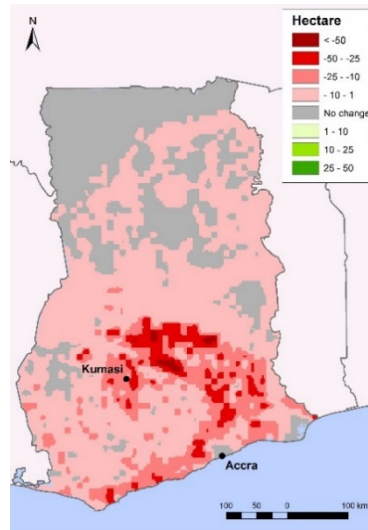 N
Hectare
< -50
-50 - -25
-25 - -10
- 10 - 1
No change
1 - 10
10 - 25
25 - 50
Kumasi
Accra
100 50 0 100 km